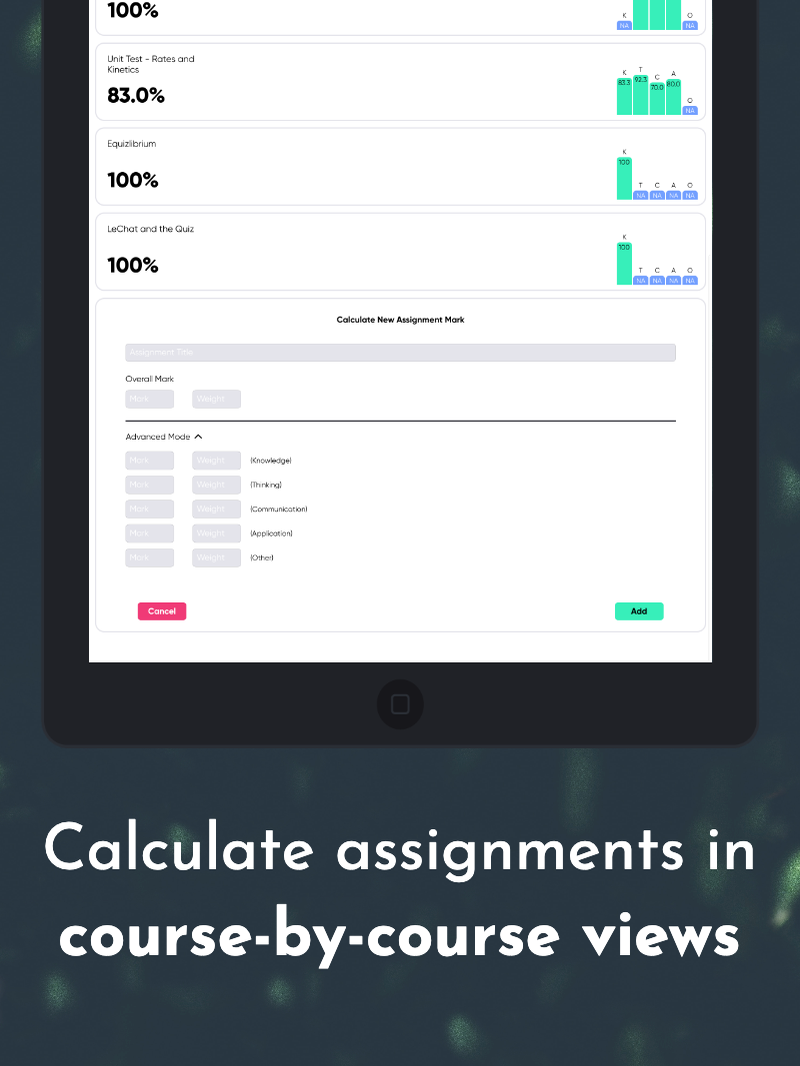 100%
K
O
NA
NA
Unit Test - Rates and
Kinetics
83.0%
K
T
C
A
O
83.3
92.3
70.0
80.0
NA
Equizlibrium
100%
K
100
T
C
A
O
NA
NA
NA
NA
LeChat and the Quiz
100%
K
100
T
C
A
O
NA
NA
NA
NA
Calculate New Assignment Mark
Assignment Title
Overall Mark
Mark
Weight
Advanced Mode
Mark
Weight
(Knowledge)
Mark
Weight
(Thinking)
Mark
Weight
(Communication)
Mark
Weight
(Application)
Mark
Weight
(Other)
Cancel
Add
Calculate assignments in
course-by-course views